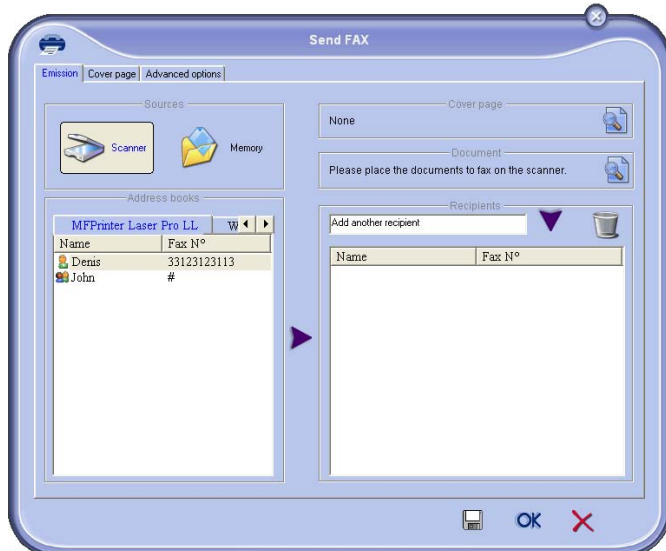 Send FAX
Emission
Cover page
Advanced options
Sources
Scanner
Memory
Cover page
None
Document
Please place the documents to fax on the scanner.
Address books
MFPrinter Laser Pro LL
W
Name Fax Nº
Denis 33123123113
John #
Recipients
Add another recipient
Name Fax Nº
OK